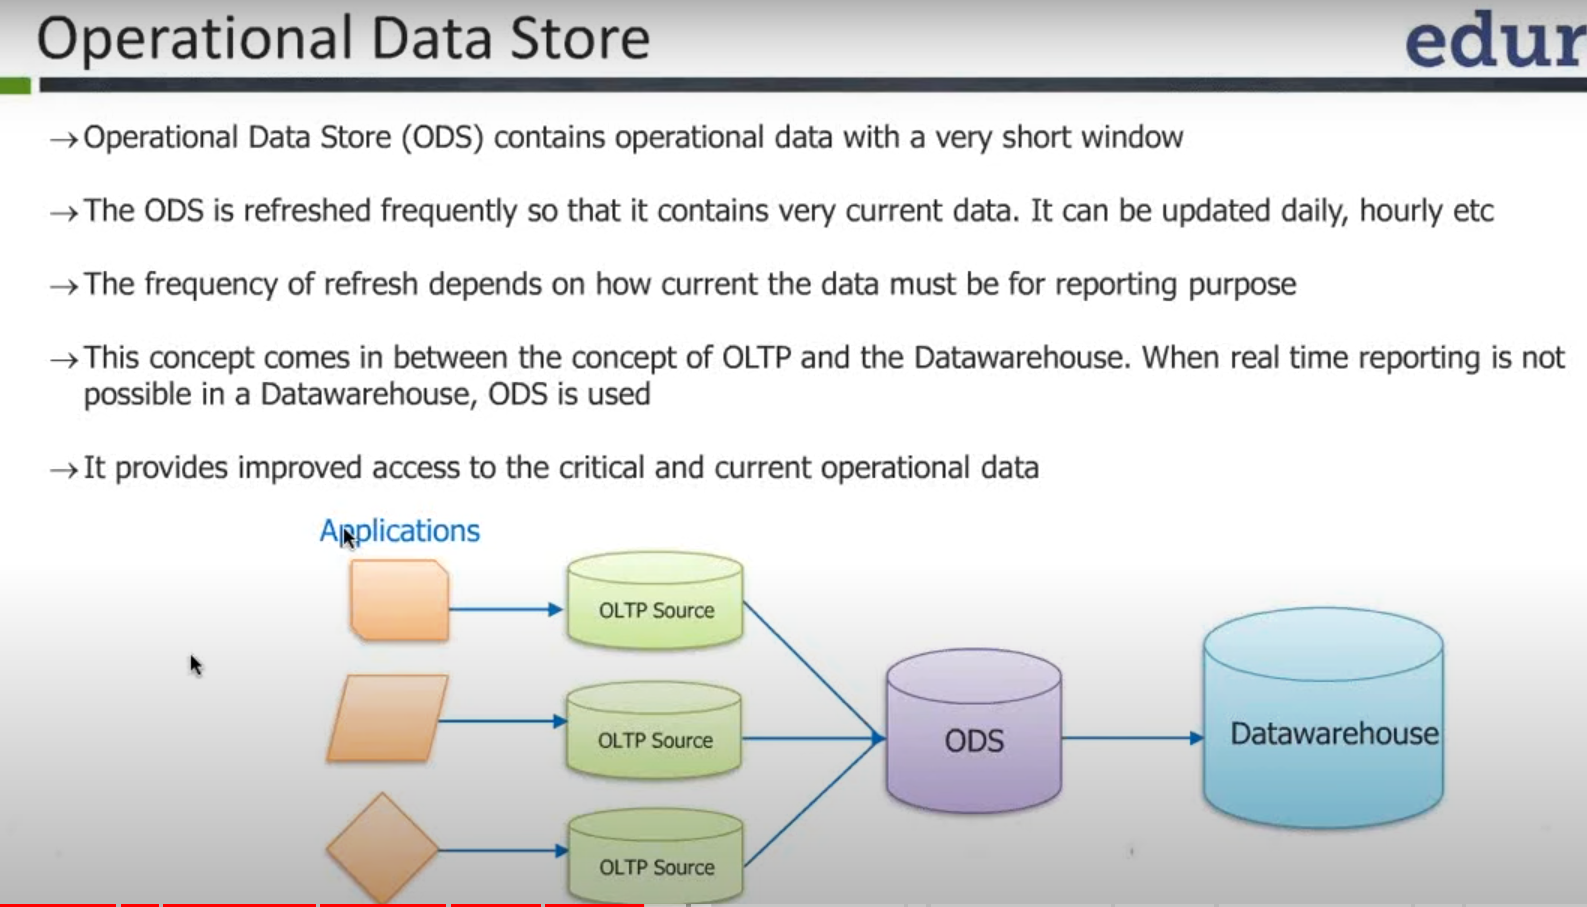 Operational Data Store
edur
→Operational Data Store (ODS) contains operational data with a very short window
→The ODS is refreshed frequently so that it contains very current data. It can be updated daily, hourly etc
→The frequency of refresh depends on how current the data must be for reporting purpose
→This concept comes in between the concept of OLTP and the Datawarehouse. When real time reporting is not
possible in a Datawarehouse, ODS is used
→It provides improved access to the critical and current operational data
Applications
OLTP Source
OLTP Source
OLTP Source
ODS
Datawarehouse